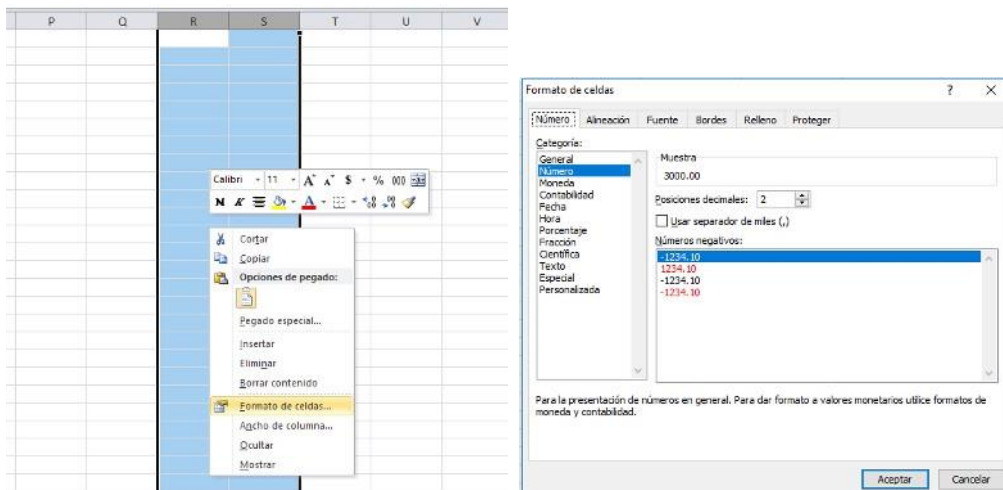 P Q R S T U V
Calibri 11 A A $ % 000
N K A
Cortar
Copiar
Opciones de pegado:
Pegado especial...
Insertar
Eliminar
Borrar contenido
Formato de celdas...
Ancho de columna...
Ocultar
Mostrar
Formato de celdas ? X
Número Alineación Fuente Bordes Relleno Proteger
Categoría:
General
Número
Moneda
Contabilidad
Fecha
Hora
Porcentaje
Fracción
Científica
Texto
Especial
Personalizada
Muestra
3000.00
Posiciones decimales: 2
Usar separador de miles (,)
Números negativos:
-1234.10
1234.10
-1234.10
-1234.10
Para la presentación de números en general. Para dar formato a valores monetarios utilice formatos de
moneda y contabilidad.
Aceptar Cancelar